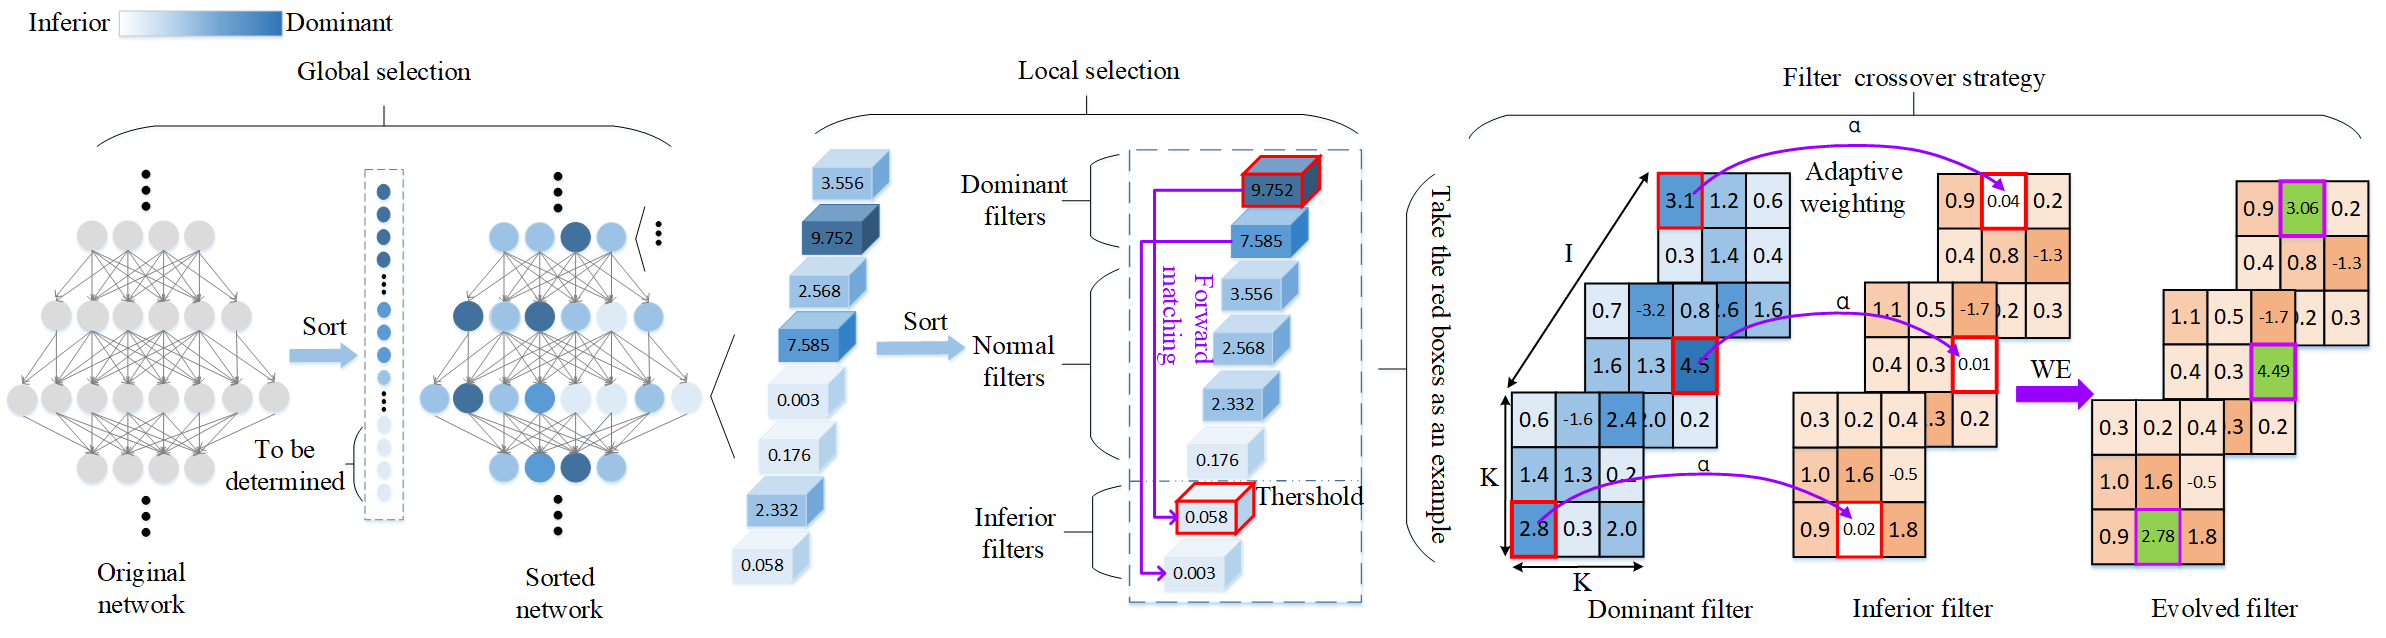 Inferior
Dominant
Global selection
Local selection
Filter crossover strategy
Sort
To be
determined
Original
network
Sorted
network
3.556
9.752
2.568
7.585
0.003
0.176
2.332
0.058
Sort
Dominant
filters
Normal
filters
Inferior
filters
9.752
7.585
3.556
2.568
2.332
0.176
0.058
0.003
Forward
matching
Thershold
Take the red boxes as an example
I
K
K
α
Adaptive
weighting
α
α
3.1 1.2 0.6
0.3 1.4 0.4
.6 1.6
0.7 -3.2 0.8
1.6 1.3 4.5
.0 0.2
0.6 -1.6 2.4
1.4 1.3 0.2
2.8 0.3 2.0
Dominant filter
0.9 0.04 0.2
0.4 0.8 -1.3
.2 0.3
1.1 0.5 -1.7
0.4 0.3 0.01
.3 0.2
0.3 0.2 0.4
1.0 1.6 -0.5
0.9 0.02 1.8
Inferior filter
WE
0.9 3.06 0.2
0.4 0.8 -1.3
.2 0.3
1.1 0.5 -1.7
0.4 0.3 4.49
.3 0.2
0.3 0.2 0.4
1.0 1.6 -0.5
0.9 2.78 1.8
Evolved filter